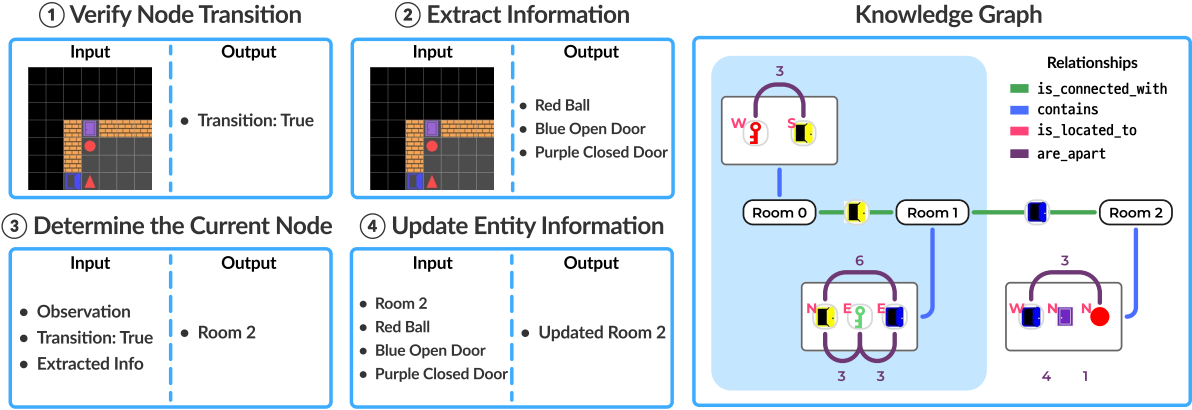 1 Verify Node Transition
Input
Output
• Transition: True
2 Extract Information
Input
Output
• Red Ball
• Blue Open Door
• Purple Closed Door
3 Determine the Current Node
Input
Output
• Observation
• Transition: True
• Extracted Info
• Room 2
4 Update Entity Information
Input
Output
• Room 2
• Red Ball
• Blue Open Door
• Purple Closed Door
• Updated Room 2
Knowledge Graph
Relationships
is_connected_with
contains
is_located_to
are_apart
3
W S
Room 0
Room 1
Room 2
6
N E E
3 3
3
W N N
4 1